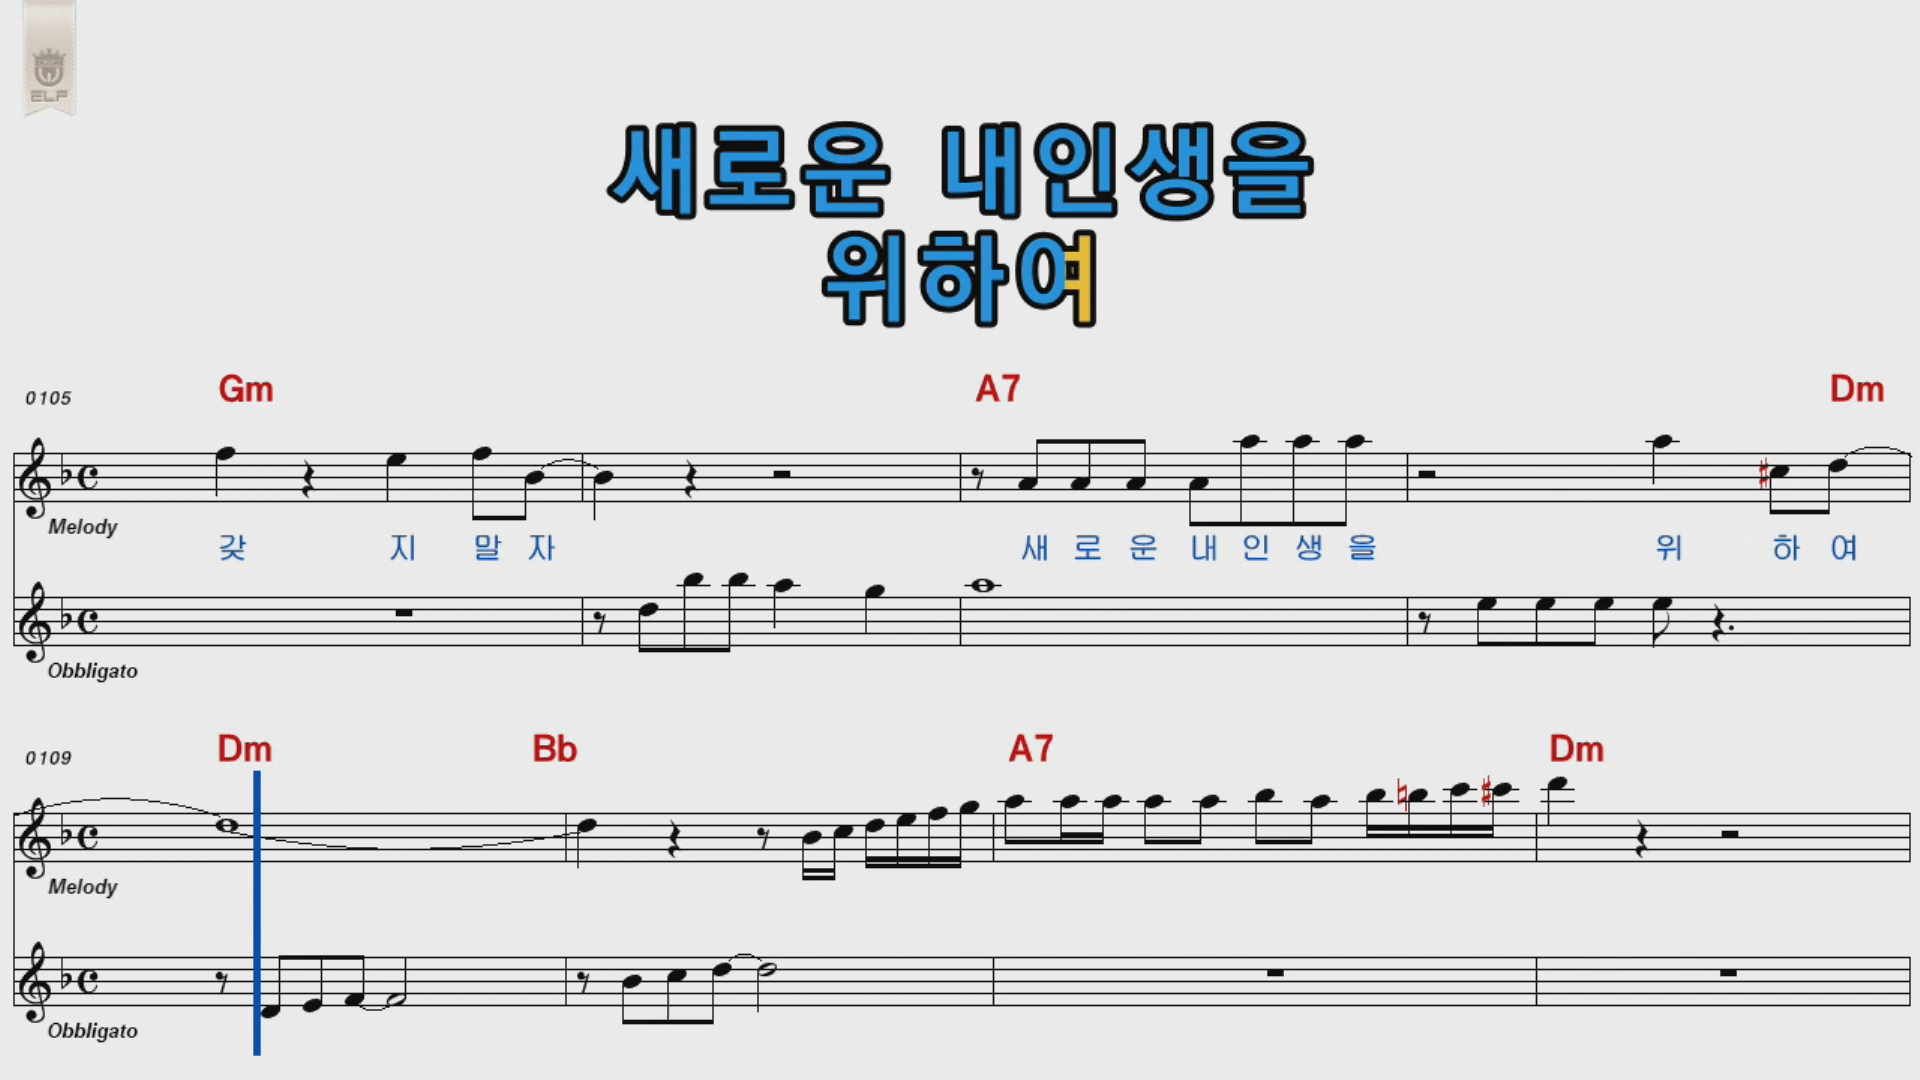 ELF
새로운 내인생을
위하여
0105 Gm A7 Dm
Melody
갖 지 말 자 새 로 운 내 인 생 을 위 하 여
Obbligato
0109 Dm Bb A7 Dm
Melody
Obbligato